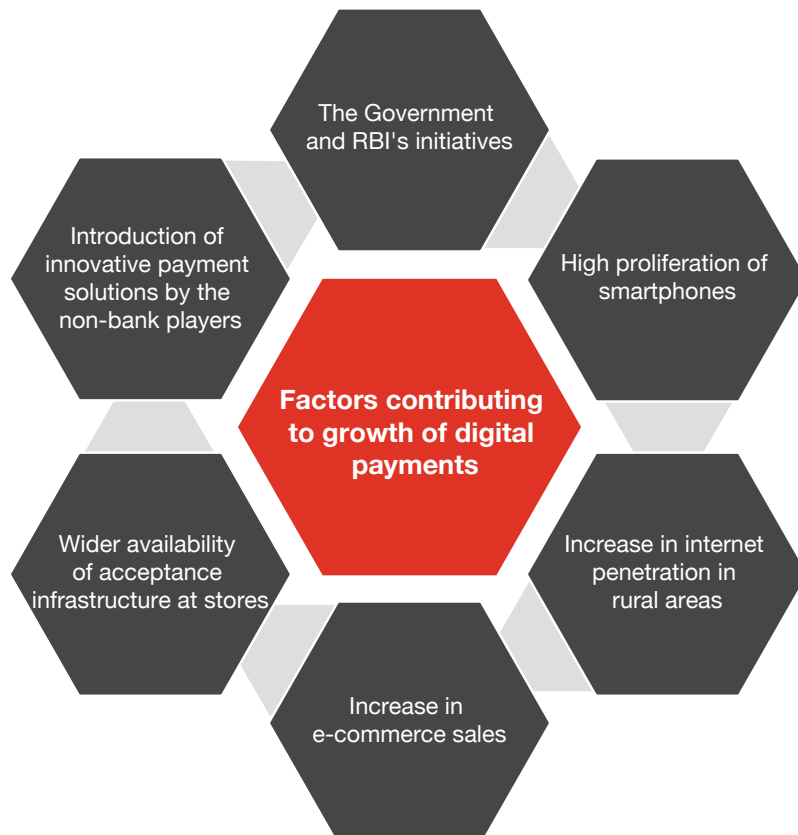 The Government
and RBI's initiatives
High proliferation of
smartphones
Increase in internet
penetration in
rural areas
Increase in
e-commerce sales
Wider availability
of acceptance
infrastructure at stores
Introduction of
innovative payment
solutions by the
non-bank players
Factors contributing
to growth of digital
payments